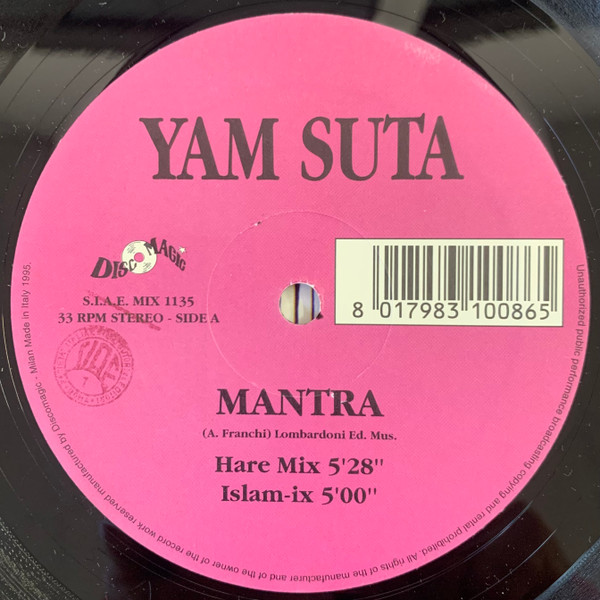 YAM SUTA
DISC MAGIC
S.I.A.E. MIX 1135
33 RPM STEREO - SIDE A
8 017983 100865
MANTRA
(A. Franchi) Lombardoni Ed. Mus.
Hare Mix 5'28"
Islam-ix 5'00"
Unauthorized public performance broadcasting copying and rental prohibited. All rights of the manufacturer and of the owner of the record work reserved manufactured by Discomagic - Milan Made in Italy 1995.